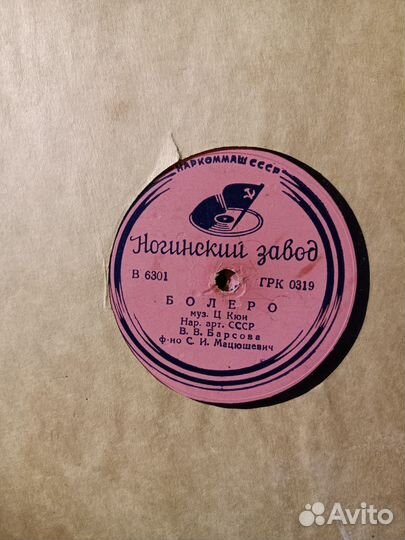 НАРКОММАШ СССР
Ногинский завод
В 6301 ГРК 0319
БОЛЕРО
муз. Ц Кюи
Нар. арт. СССР
В. В. Барсова
ф-но С. И. Мацюшевич
Avito